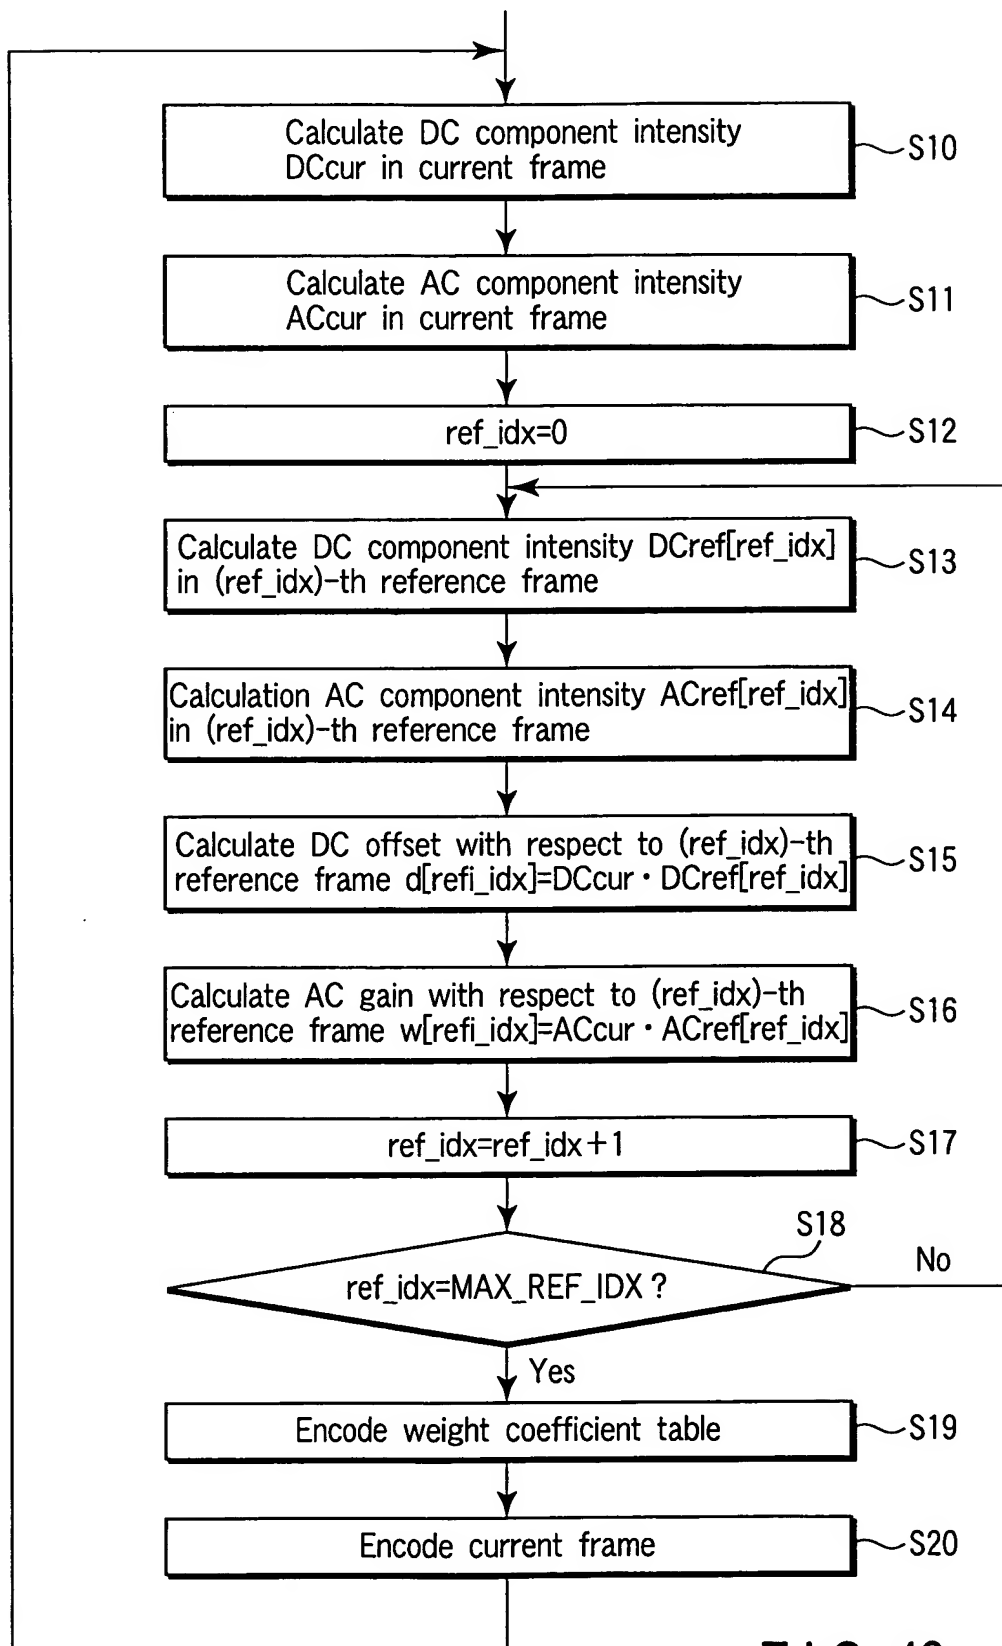 Calculate DC component intensity
DCcur in current frame
S10
Calculate AC component intensity
ACcur in current frame
S11
ref_idx=0
S12
Calculate DC component intensity DCref[ref_idx]
in (ref_idx)-th reference frame
S13
Calculation AC component intensity ACref[ref_idx]
in (ref_idx)-th reference frame
S14
Calculate DC offset with respect to (ref_idx)-th
reference frame d[refi_idx]=DCcur・DCref[ref_idx]
S15
Calculate AC gain with respect to (ref_idx)-th
reference frame w[refi_idx]=ACcur・ACref[ref_idx]
S16
ref_idx=ref_idx+1
S17
S18
ref_idx=MAX_REF_IDX?
No
Yes
Encode weight coefficient table
S19
Encode current frame
S20